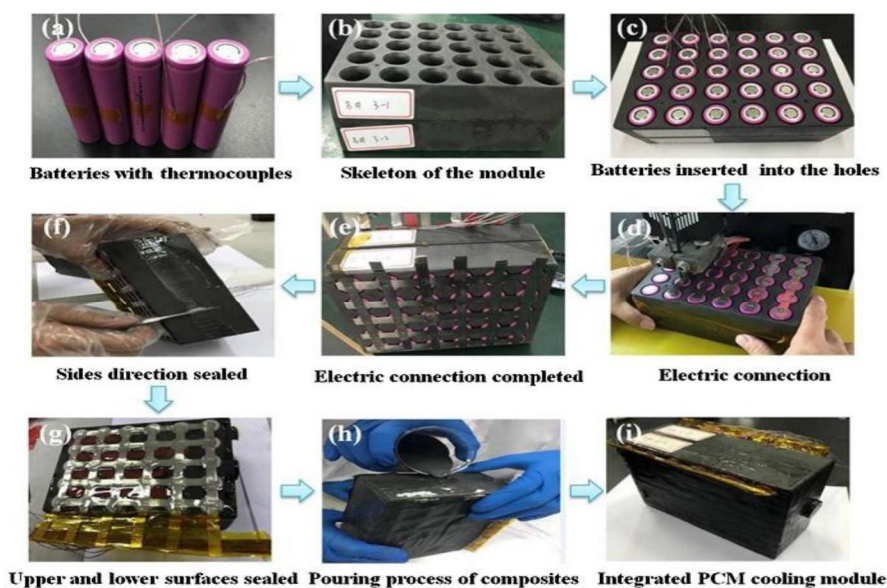 (a)
(b)
(c)
3# 3-1
3# 3-2
Batteries with thermocouples
Skeleton of the module
Batteries inserted into the holes
(f)
(e)
(d)
Sides direction sealed
Electric connection completed
Electric connection
(g)
(h)
(i)
Upper and lower surfaces sealed
Pouring process of composites
Integrated PCM cooling module